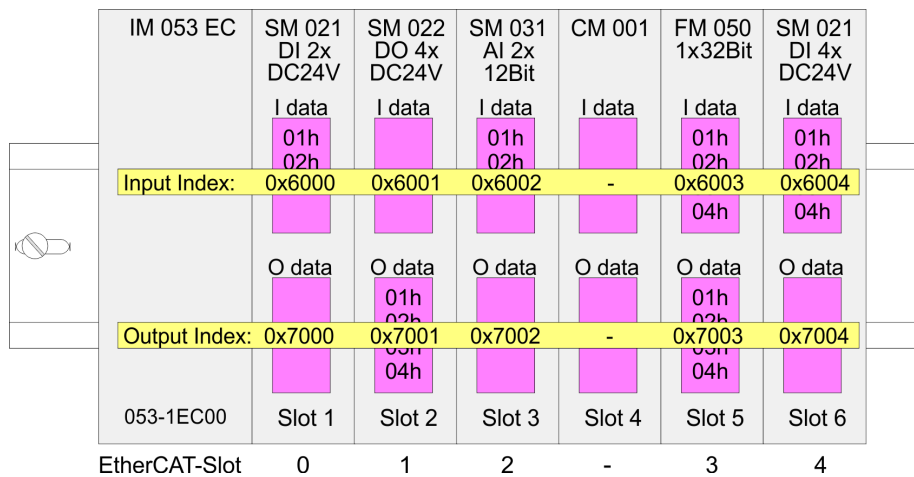 IM 053 EC SM 021 SM 022 SM 031 CM 001 FM 050 SM 021
DI 2x DO 4x AI 2x 1x32Bit DI 4x
DC24V DC24V 12Bit DC24V
I data I data I data I data I data I data
01h 01h 01h 01h
02h 02h 02h 02h
Input Index: 0x6000 0x6001 0x6002 - 0x6003 0x6004
04h 04h
O data O data O data O data O data O data
01h 01h
02h 02h
Output Index: 0x7000 0x7001 0x7002 - 0x7003 0x7004
03h 03h
04h 04h
053-1EC00 Slot 1 Slot 2 Slot 3 Slot 4 Slot 5 Slot 6
EtherCAT-Slot 0 1 2 - 3 4